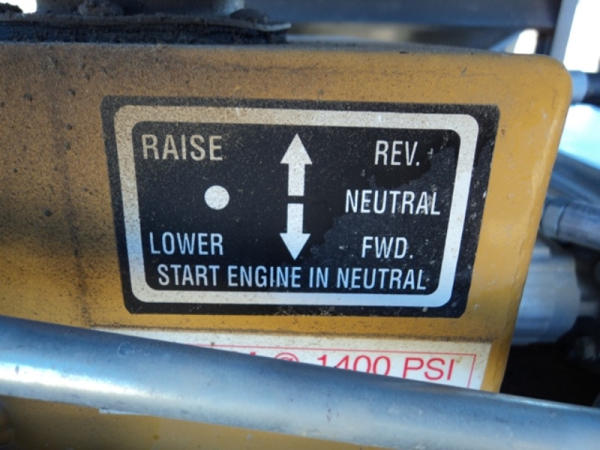 RAISE REV.
NEUTRAL
LOWER FWD.
START ENGINE IN NEUTRAL
@ 1400 PSI